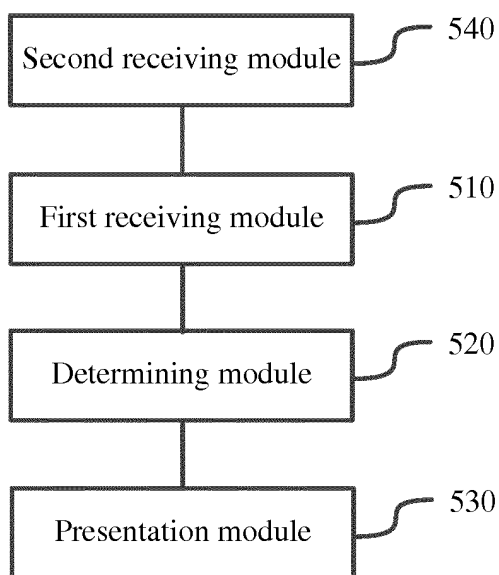 Second receiving module 540
First receiving module 510
Determining module 520
Presentation module 530